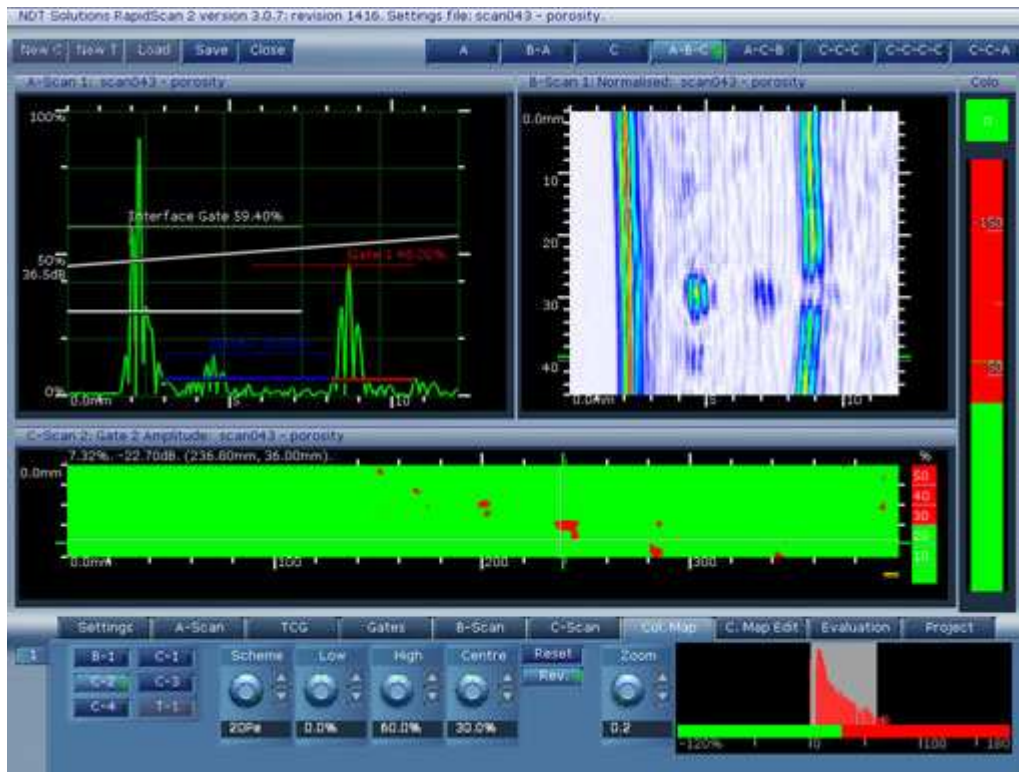 NDT Solutions RapidScan 2 version 3.0.7: revision 1416. Settings file: scan043 - porosity.
New C New T Load Save Close A B-A C A-B-C A-C-B C-C-C C-C-C-C C-C-A
A-Scan 1: scan043 - porosity
B-Scan 1: Normalised: scan043 - porosity
Colo
100%
Interface Gate 59.40%
50%
36.5dB
Gate 1 46.00%
0%
0.0mm 5 10
0.0mm
10
20
30
40
0.0mm 5 10
0
-150
50
C-Scan 2: Gate 2 Amplitude: scan043 - porosity
7.32%. -22.70dB. (236.80mm, 36.00mm).
0.0mm
0.0mm 100 200 300
%
50
40
30
20
10
Settings A-Scan TCG Gates B-Scan C-Scan Col. Map C. Map Edit Evaluation Project
1
B-1 C-1
C-2 C-3
C-4 T-1
Scheme Low High Centre Reset Zoom
Rev.
2DPa 0.0% 60.0% 30.0% 0.2
-120% 0 100 180